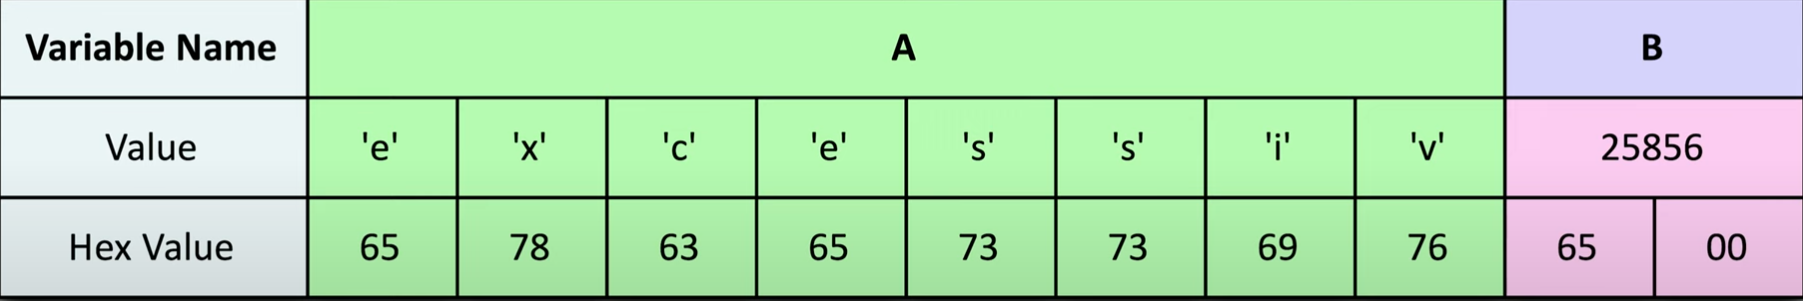 Variable Name A B
Value 'e' 'x' 'c' 'e' 's' 's' 'i' 'v' 25856
Hex Value 65 78 63 65 73 73 69 76 65 00